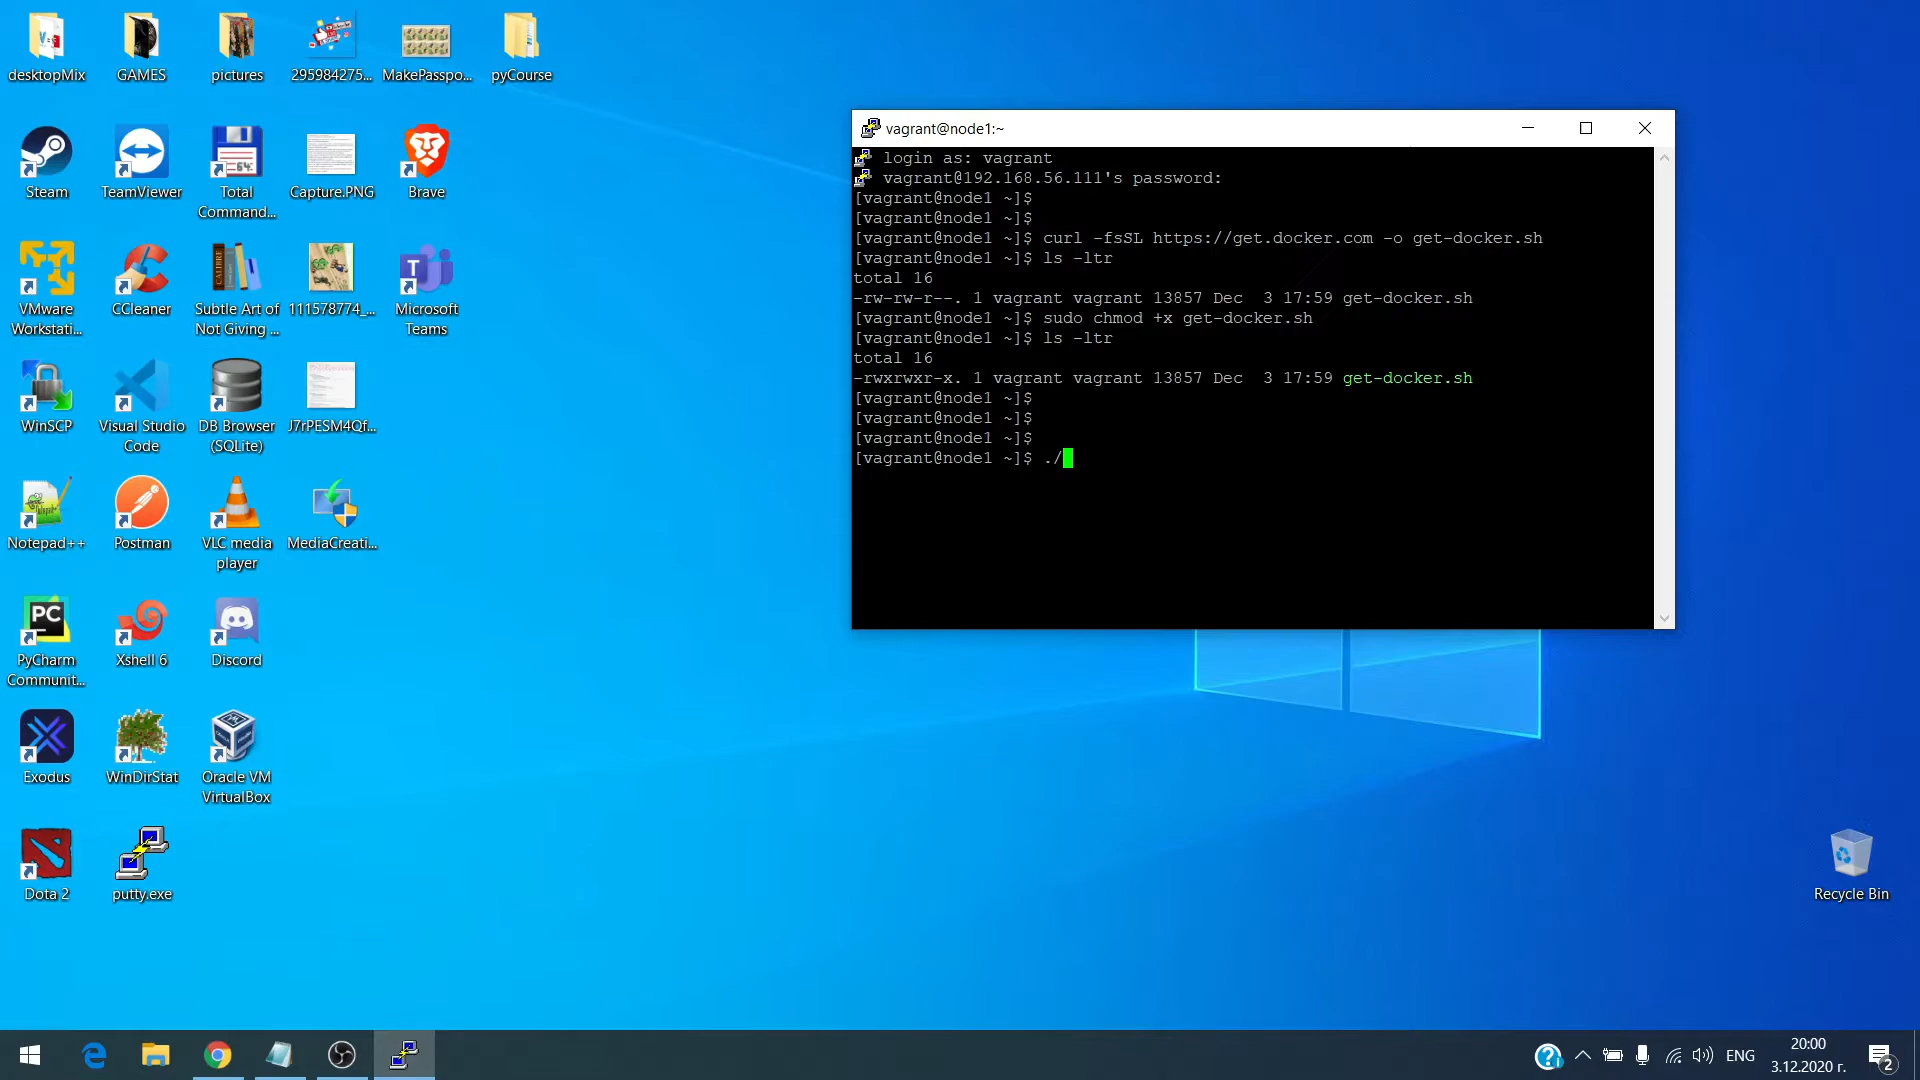 desktopMix
GAMES
pictures
295984275...
MakePasspo...
pyCourse
Steam
TeamViewer
Total
Command...
Capture.PNG
Brave
VMware
Workstati...
CCleaner
Subtle Art of
Not Giving ...
111578774_...
Microsoft
Teams
WinSCP
Visual Studio
Code
DB Browser
(SQLite)
J7rPESM4Qf...
Notepad++
Postman
VLC media
player
MediaCreati...
PyCharm
Communit...
Xshell 6
Discord
Exodus
WinDirStat
Oracle VM
VirtualBox
Dota 2
putty.exe
vagrant@node1:~
login as: vagrant
vagrant@192.168.56.111's password:
[vagrant@node1 ~]$
[vagrant@node1 ~]$
[vagrant@node1 ~]$ curl -fsSL https://get.docker.com -o get-docker.sh
[vagrant@node1 ~]$ ls -ltr
total 16
-rw-rw-r--. 1 vagrant vagrant 13857 Dec  3 17:59 get-docker.sh
[vagrant@node1 ~]$ sudo chmod +x get-docker.sh
[vagrant@node1 ~]$ ls -ltr
total 16
-rwxrwxr-x. 1 vagrant vagrant 13857 Dec  3 17:59 get-docker.sh
[vagrant@node1 ~]$
[vagrant@node1 ~]$
[vagrant@node1 ~]$
[vagrant@node1 ~]$ ./
Recycle Bin
ENG
20:00
3.12.2020 г.
2